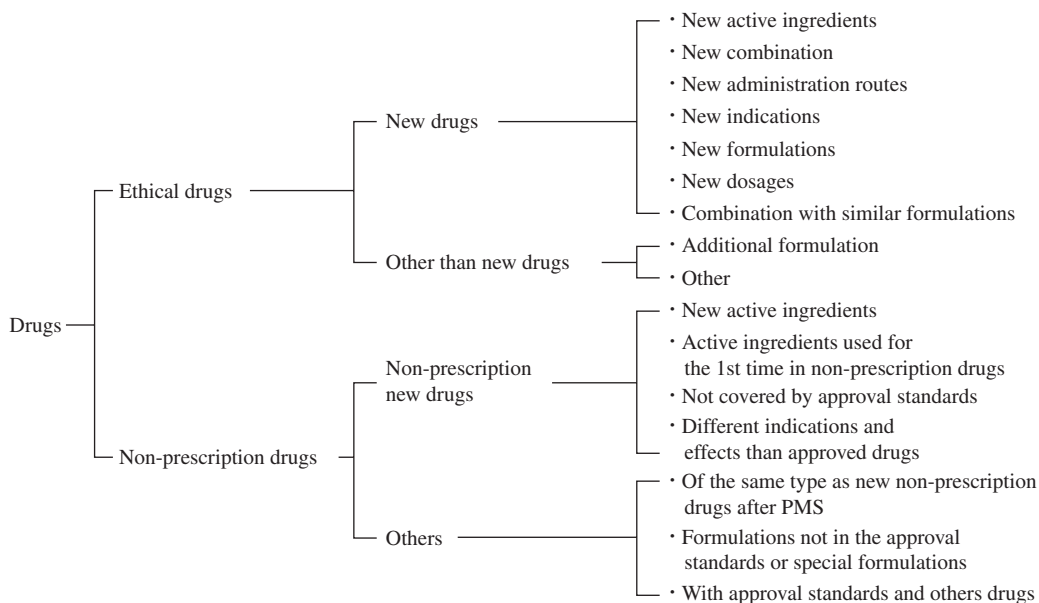 ・New active ingredients
・New combination
・New administration routes
New drugs
・New indications
・New formulations
・New dosages
Ethical drugs
・Combination with similar formulations
・Additional formulation
Other than new drugs
・Other
・New active ingredients
Drugs
・Active ingredients used for
the 1st time in non-prescription drugs
Non-prescription
new drugs
・Not covered by approval standards
・Different indications and
effects than approved drugs
Non-prescription drugs
・Of the same type as new non-prescription
drugs after PMS
Others
・Formulations not in the approval
standards or special formulations
・With approval standards and others drugs